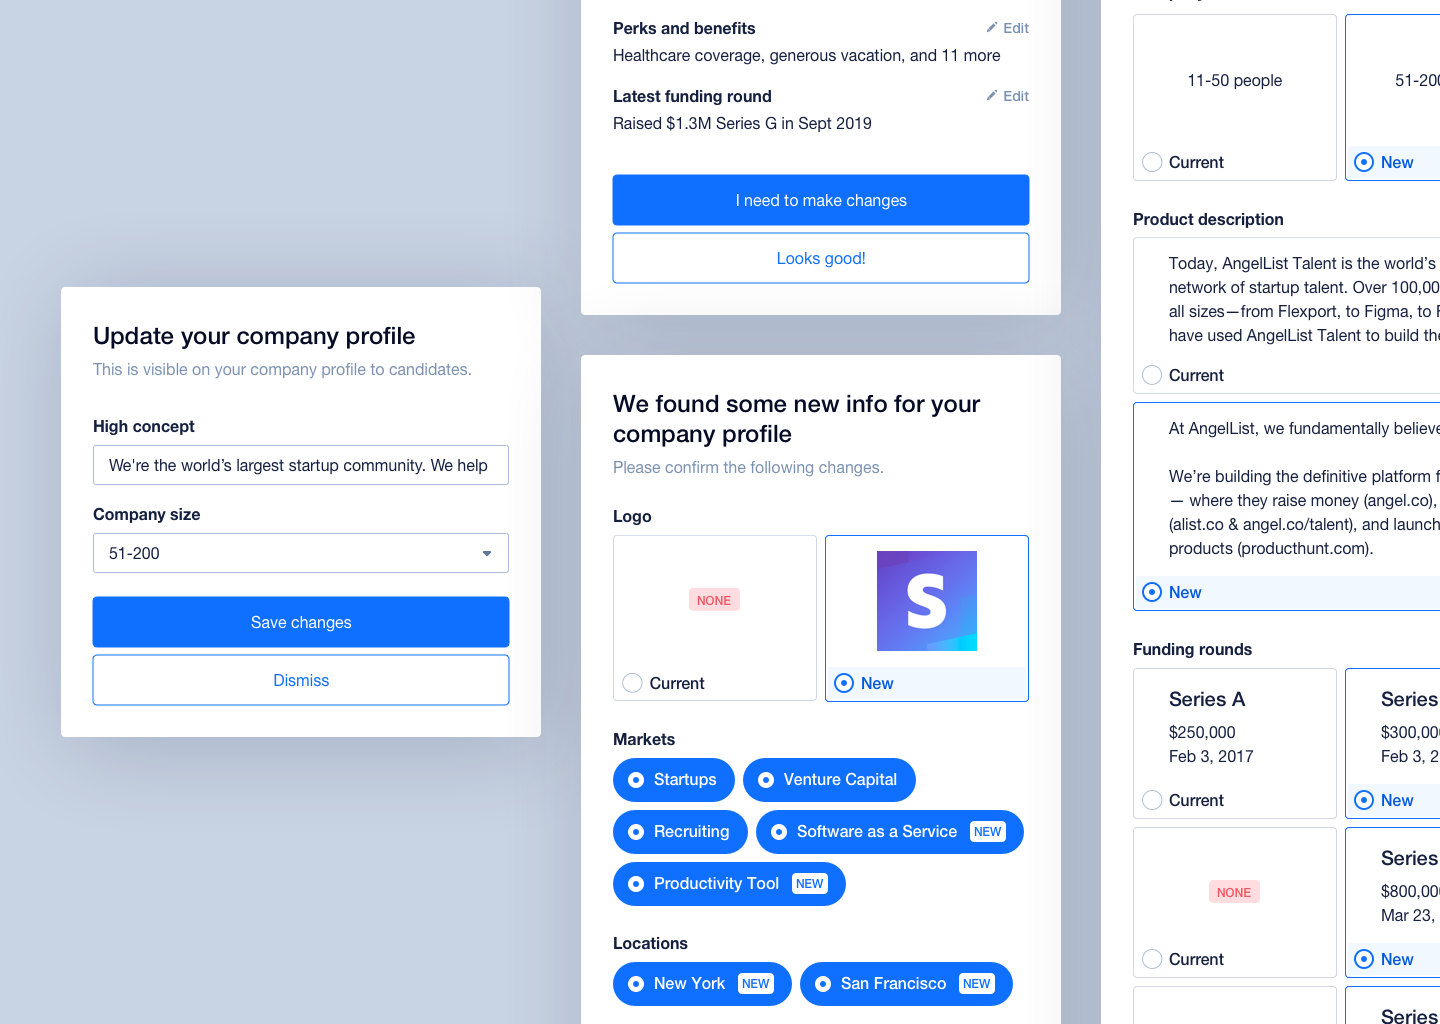 Update your company profile
This is visible on your company profile to candidates.
High concept
We're the world’s largest startup community. We help
Company size
51-200
Save changes
Dismiss
Perks and benefits
Edit
Healthcare coverage, generous vacation, and 11 more
Latest funding round
Edit
Raised $1.3M Series G in Sept 2019
I need to make changes
Looks good!
We found some new info for your
company profile
Please confirm the following changes.
Logo
NONE
S
Current
New
Markets
Startups
Venture Capital
Recruiting
Software as a Service NEW
Productivity Tool NEW
Locations
New York NEW
San Francisco NEW
11-50 people
51-200
Current
New
Product description
Today, AngelList Talent is the world’s
network of startup talent. Over 100,00
all sizes—from Flexport, to Figma, to
have used AngelList Talent to build
Current
At AngelList, we fundamentally believe
We’re building the definitive platform
— where they raise money (angel.co),
(alist.co & angel.co/talent), and launch
products (producthunt.com).
New
Funding rounds
Series A
$250,000
Feb 3, 2017
Current
Series
$300,000
Feb 3, 2
New
NONE
Current
Series
$800,000
Mar 23,
New
Series